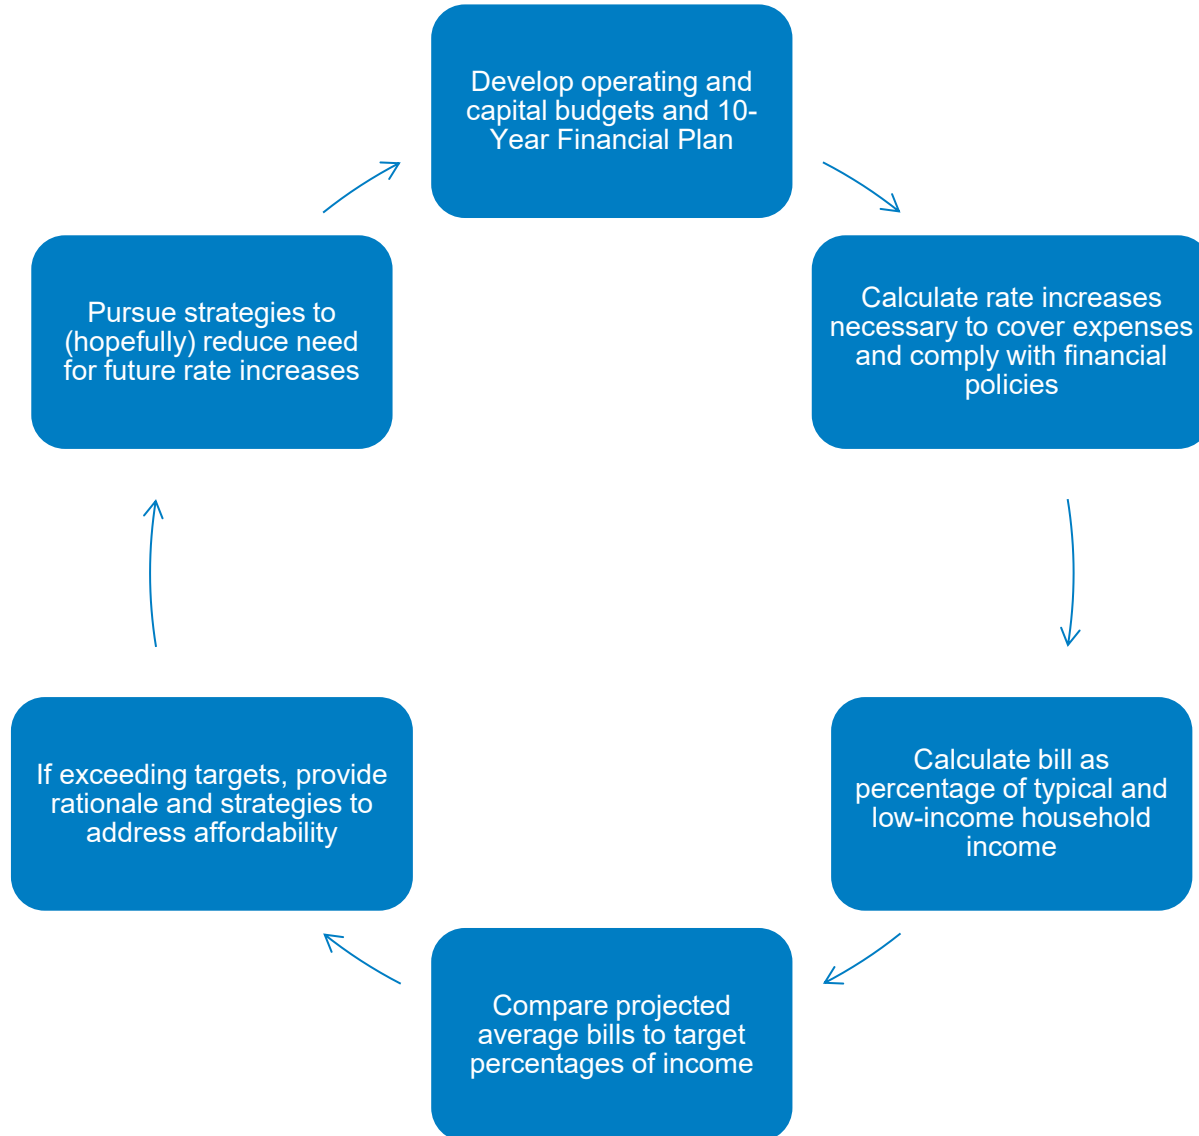 Develop operating and
capital budgets and 10-
Year Financial Plan
Calculate rate increases
necessary to cover expenses
and comply with financial
policies
Calculate bill as
percentage of typical and
low-income household
income
Compare projected
average bills to target
percentages of income
If exceeding targets, provide
rationale and strategies to
address affordability
Pursue strategies to
(hopefully) reduce need
for future rate increases